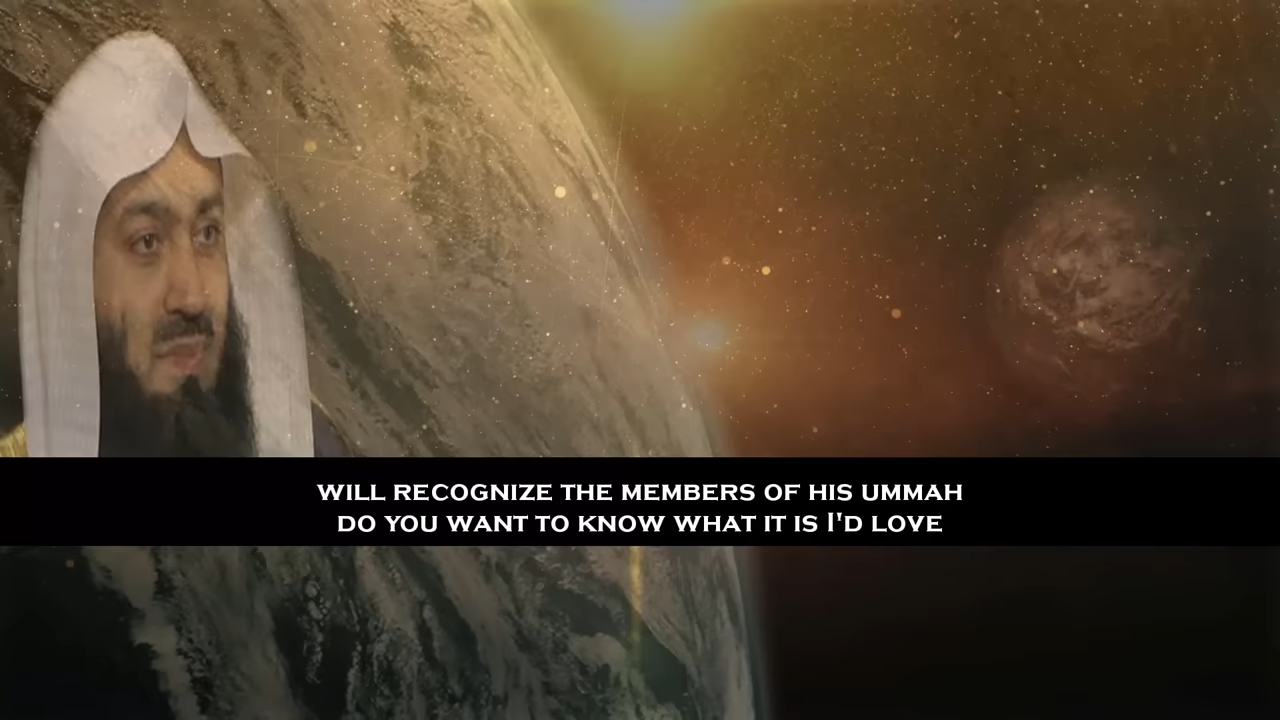 WILL RECOGNIZE THE MEMBERS OF HIS UMMAH
DO YOU WANT TO KNOW WHAT IT IS I'D LOVE